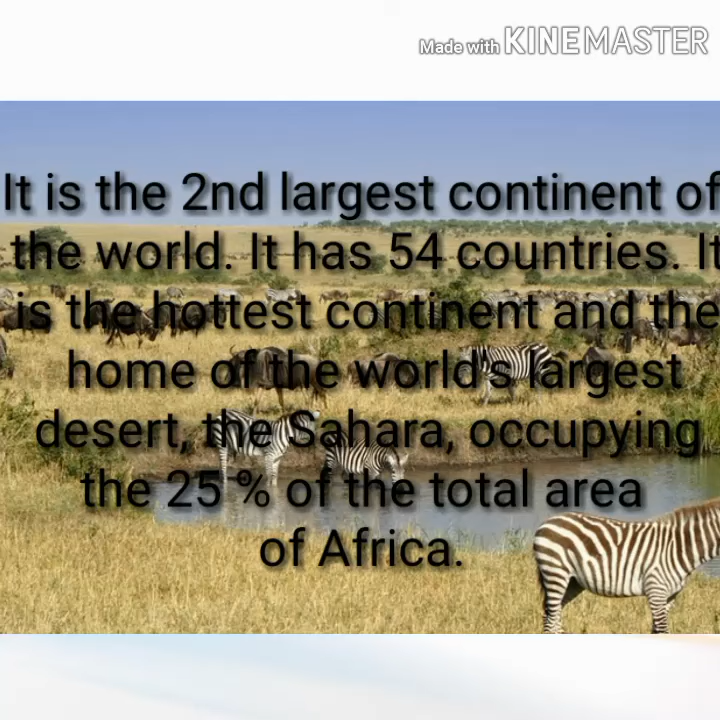 Made with KINEMASTER
It is the 2nd largest continent of
the world. It has 54 countries. It
is the hottest continent and the
home of the world's largest
desert, the Sahara, occupying
the 25 % of the total area
of Africa.